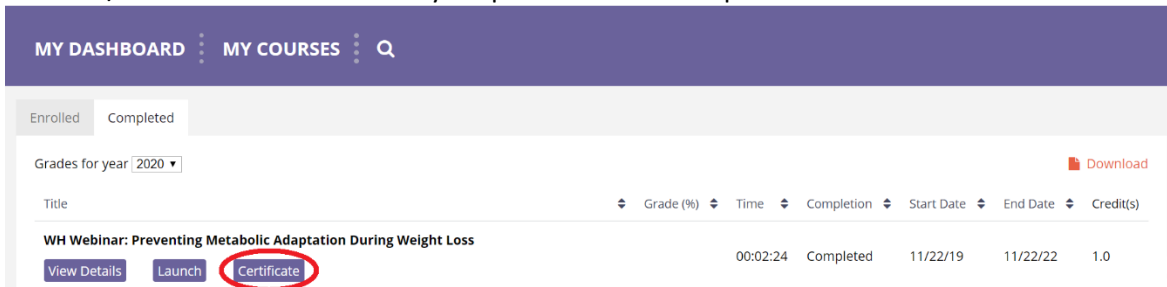 MY DASHBOARD MY COURSES
Enrolled Completed
Grades for year 2020
Download
Title Grade (%) Time Completion Start Date End Date Credit(s)
WH Webinar: Preventing Metabolic Adaptation During Weight Loss
00:02:24 Completed 11/22/19 11/22/22 1.0
View Details Launch Certificate